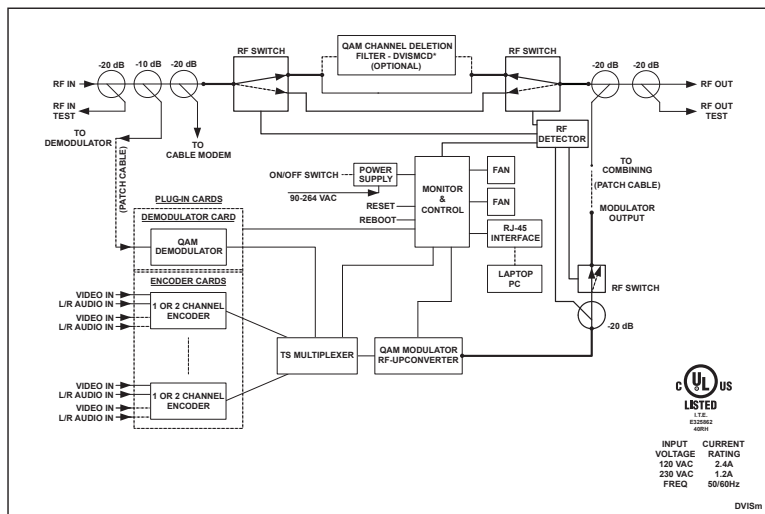 -20 dB
-10 dB
-20 dB
RF SWITCH
QAM CHANNEL DELETION
FILTER - DVISMCD*
(OPTIONAL)
RF SWITCH
-20 dB
-20 dB
RF IN
RF OUT
RF IN
TEST
RF OUT
TEST
TO
DEMODULATOR
TO
CABLE MODEM
RF
DETECTOR
(PATCH CABLE)
ON/OFF SWITCH
POWER
SUPPLY
90-264 VAC
RESET
REBOOT
MONITOR
&
CONTROL
FAN
FAN
RJ-45
INTERFACE
LAPTOP
PC
TO
COMBINING
(PATCH CABLE)
MODULATOR
OUTPUT
PLUG-IN CARDS
DEMODULATOR CARD
QAM
DEMODULATOR
RF SWITCH
-20 dB
ENCODER CARDS
VIDEO IN
L/R AUDIO IN
VIDEO IN
L/R AUDIO IN
1 OR 2 CHANNEL
ENCODER
TS MULTIPLEXER
QAM MODULATOR
RF-UPCONVERTER
VIDEO IN
L/R AUDIO IN
VIDEO IN
L/R AUDIO IN
1 OR 2 CHANNEL
ENCODER
C UL US
LISTED
I.T.E.
E325862
40RH
INPUT CURRENT
VOLTAGE RATING
120 VAC 2.4A
230 VAC 1.2A
FREQ 50/60Hz
DVISm